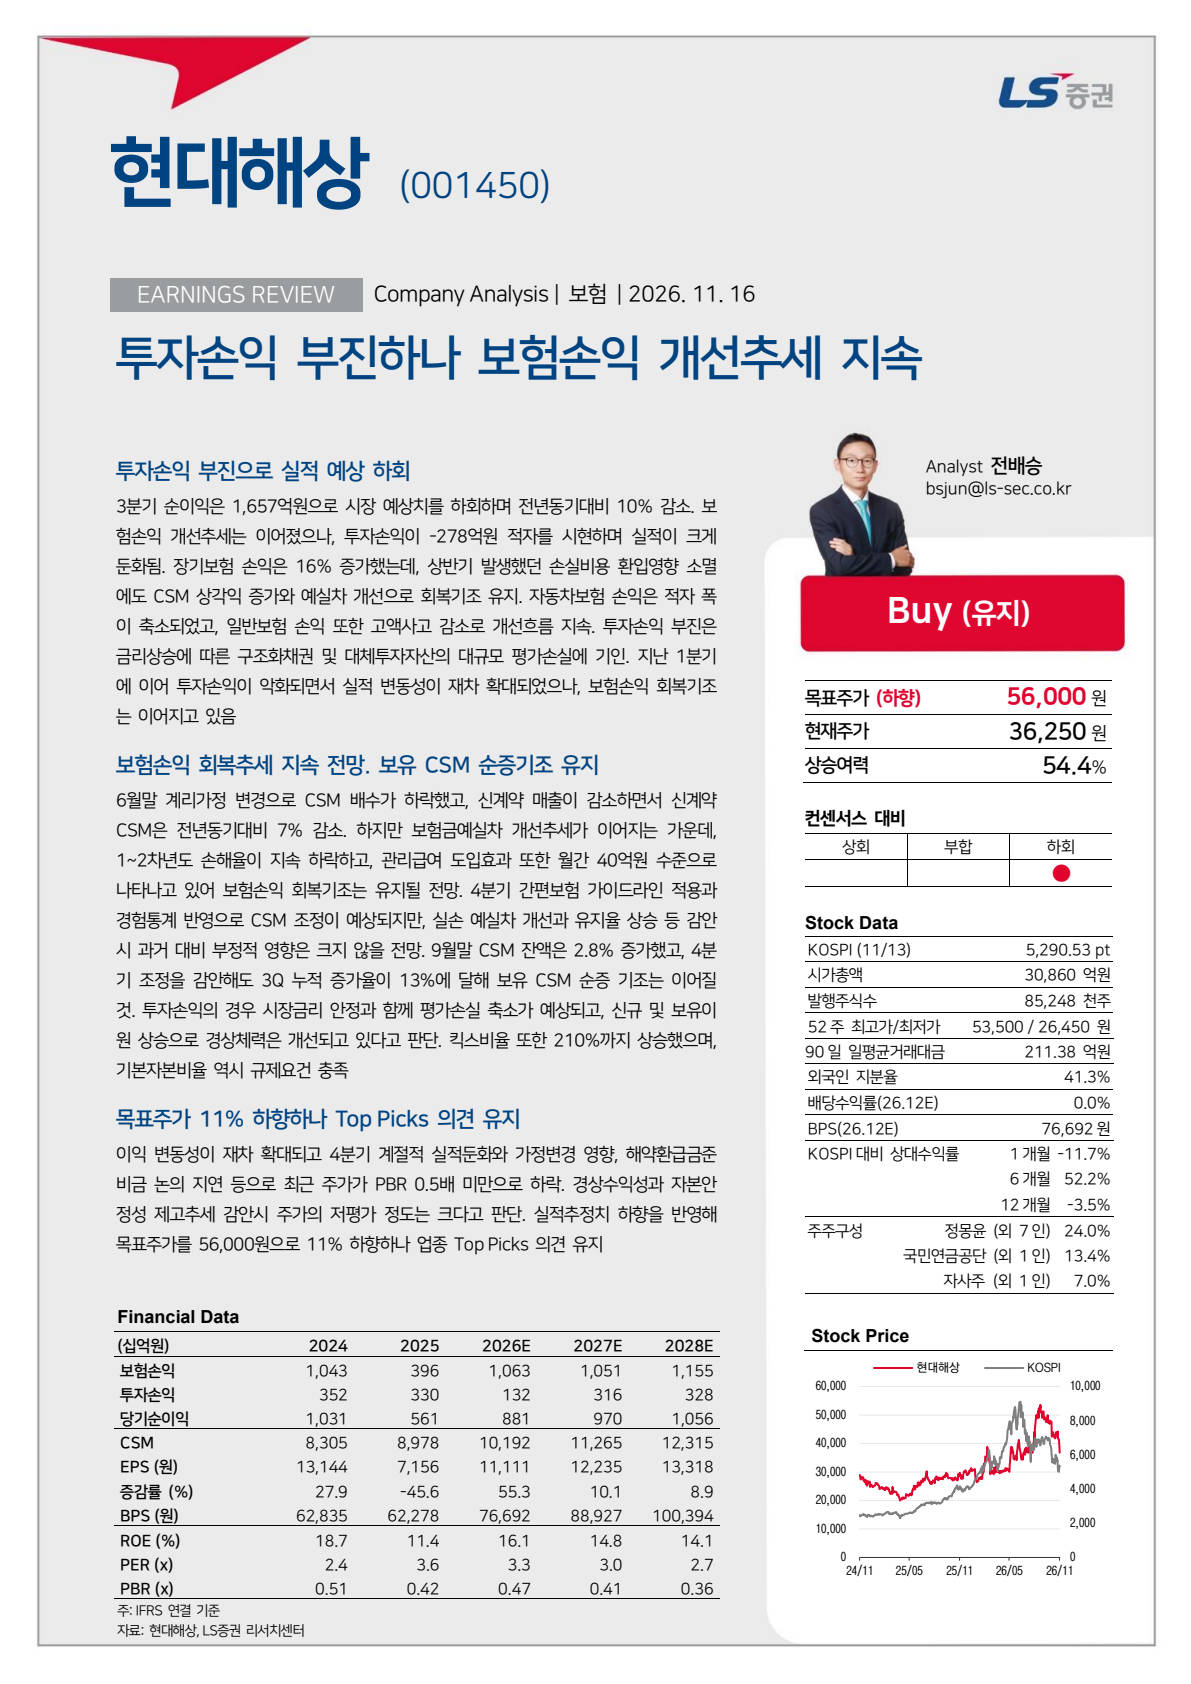 LS증권
현대해상 (001450)
EARNINGS REVIEW Company Analysis | 보험 | 2026. 11. 16
투자손익 부진하나 보험손익 개선추세 지속
투자손익 부진으로 실적 예상 하회
3분기 순이익은 1,657억원으로 시장 예상치를 하회하며 전년동기대비 10% 감소. 보
험손익 개선추세는 이어졌으나, 투자손익이 -278억원 적자를 시현하며 실적이 크게
둔화됨. 장기보험 손익은 16% 증가했는데, 상반기 발생했던 손실비용 환입영향 소멸
에도 CSM 상각익 증가와 예실차 개선으로 회복기조 유지. 자동차보험 손익은 적자 폭
이 축소되었고, 일반보험 손익 또한 고액사고 감소로 개선흐름 지속. 투자손익 부진은
금리상승에 따른 구조화채권 및 대체투자자산의 대규모 평가손실에 기인. 지난 1분기
에 이어 투자손익이 악화되면서 실적 변동성이 재차 확대되었으나, 보험손익 회복기조
는 이어지고 있음
보험손익 회복추세 지속 전망. 보유 CSM 순증기조 유지
6월말 계리가정 변경으로 CSM 배수가 하락했고, 신계약 매출이 감소하면서 신계약
CSM은 전년동기대비 7% 감소. 하지만 보험금예실차 개선추세가 이어지는 가운데,
1~2차년도 손해율이 지속 하락하고, 관리급여 도입효과 또한 월간 40억원 수준으로
나타나고 있어 보험손익 회복기조는 유지될 전망. 4분기 간편보험 가이드라인 적용과
경험통계 반영으로 CSM 조정이 예상되지만, 실손 예실차 개선과 유지율 상승 등 감안
시 과거 대비 부정적 영향은 크지 않을 전망. 9월말 CSM 잔액은 2.8% 증가했고, 4분
기 조정을 감안해도 3Q 누적 증가율이 13%에 달해 보유 CSM 순증 기조는 이어질
것. 투자손익의 경우 시장금리 안정과 함께 평가손실 축소가 예상되고, 신규 및 보유이
원 상승으로 경상체력은 개선되고 있다고 판단. 킥스비율 또한 210%까지 상승했으며,
기본자본비율 역시 규제요건 충족
목표주가 11% 하향하나 Top Picks 의견 유지
이익 변동성이 재차 확대되고 4분기 계절적 실적둔화와 가정변경 영향, 해약환급금준
비금 논의 지연 등으로 최근 주가가 PBR 0.5배 미만으로 하락. 경상수익성과 자본안
정성 제고추세 감안시 주가의 저평가 정도는 크다고 판단. 실적추정치 하향을 반영해
목표주가를 56,000원으로 11% 하향하나 업종 Top Picks 의견 유지
Financial Data
(십억원) 2024 2025 2026E 2027E 2028E
보험손익 1,043 396 1,063 1,051 1,155
투자손익 352 330 132 316 328
당기순이익 1,031 561 881 970 1,056
CSM 8,305 8,978 10,192 11,265 12,315
EPS (원) 13,144 7,156 11,111 12,235 13,318
증감률 (%) 27.9 -45.6 55.3 10.1 8.9
BPS (원) 62,835 62,278 76,692 88,927 100,394
ROE (%) 18.7 11.4 16.1 14.8 14.1
PER (x) 2.4 3.6 3.3 3.0 2.7
PBR (x) 0.51 0.42 0.47 0.41 0.36
주: IFRS 연결 기준
자료: 현대해상, LS증권 리서치센터
Analyst 전배승
bsjun@ls-sec.co.kr
Buy (유지)
목표주가 (하향) 56,000 원
현재주가 36,250 원
상승여력 54.4%
컨센서스 대비
상회 부합 하회
Stock Data
KOSPI (11/13) 5,290.53 pt
시가총액 30,860 억원
발행주식수 85,248 천주
52주 최고가/최저가 53,500 / 26,450 원
90일 일평균거래대금 211.38 억원
외국인 지분율 41.3%
배당수익률(26.12E) 0.0%
BPS(26.12E) 76,692 원
KOSPI대비 상대수익률 1개월 -11.7%
6개월 52.2%
12개월 -3.5%
주주구성 정몽윤 (외 7인) 24.0%
국민연금공단 (외 1인) 13.4%
자사주 (외 1인) 7.0%
Stock Price
현대해상 KOSPI
60,000 10,000
50,000 8,000
40,000 6,000
30,000 4,000
20,000 2,000
10,000
0 0
24/11 25/05 25/11 26/05 26/11